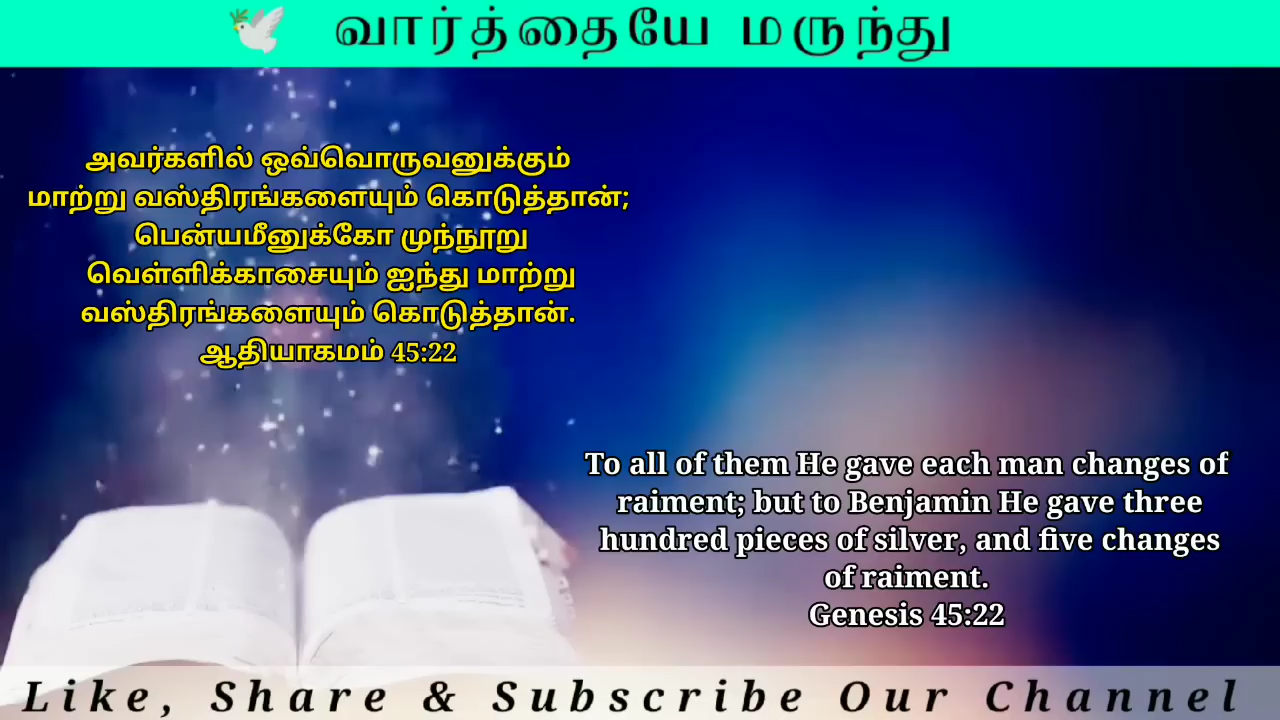 வார்த்தையே மருந்து
அவர்களில் ஒவ்வொருவனுக்கும்
மாற்று வஸ்திரங்களையும் கொடுத்தான்;
பென்யமீனுக்கோ முந்நூறு
வெள்ளிக்காசையும் ஐந்து மாற்று
வஸ்திரங்களையும் கொடுத்தான்.
ஆதியாகமம் 45:22
To all of them He gave each man changes of
raiment; but to Benjamin He gave three
hundred pieces of silver, and five changes
of raiment.
Genesis 45:22
Like, Share & Subscribe Our Channel